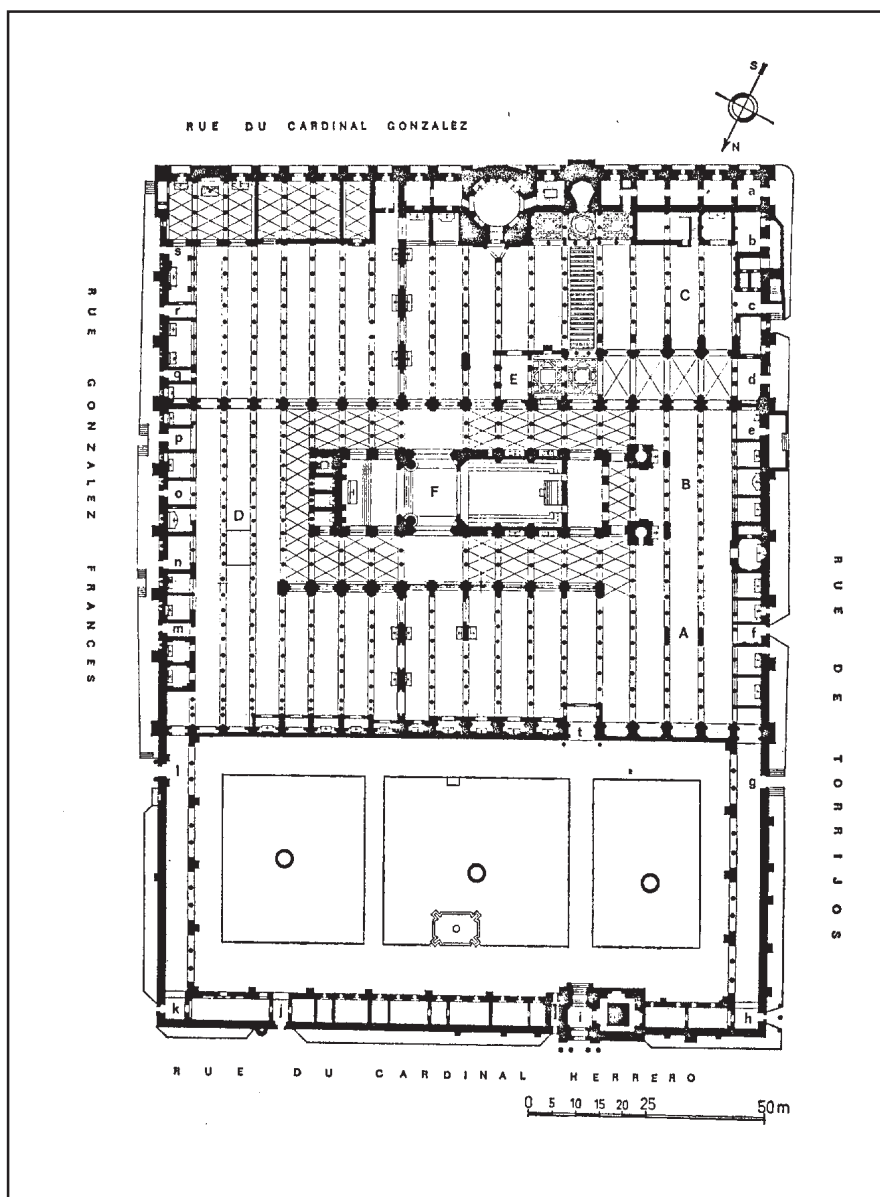 S
N
RUE DU CARDINAL GONZALEZ
a
b
s
C
c
r
E
d
q
e
p
B
F
o
D
n
A
f
m
t
l
g
k
j
i
h
RUE GONZALEZ FRANCES
RUE DE TORRIJOS
RUE DU CARDINAL HERRERO
0 5 10 15 20 25 50m